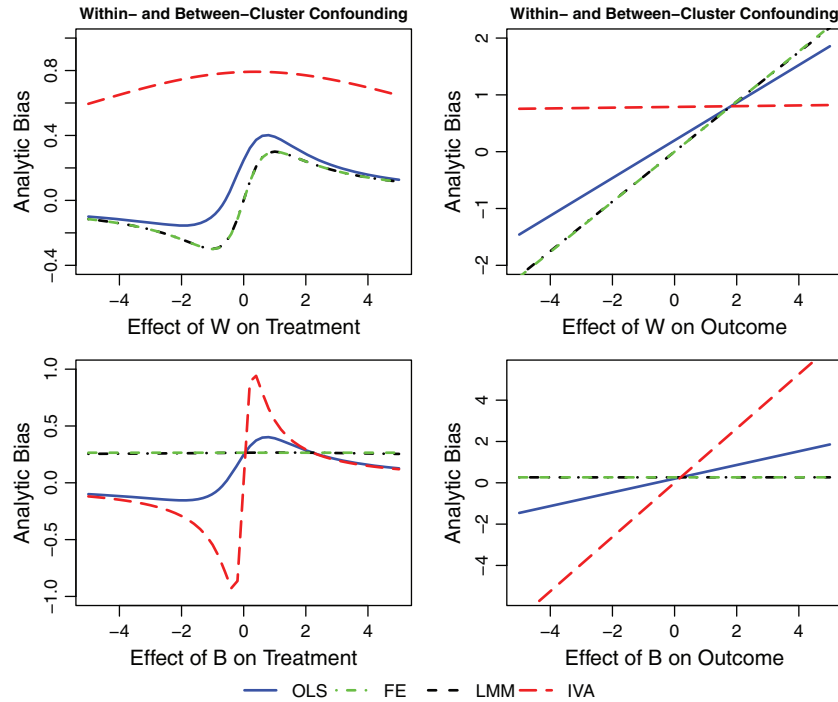 Within− and Between−Cluster Confounding
Within− and Between−Cluster Confounding
Analytic Bias
0.8
0.4
0.0
−0.4
−4 −2 0 2 4
Effect of W on Treatment
Analytic Bias
2
1
0
−1
−2
−4 −2 0 2 4
Effect of W on Outcome
Analytic Bias
1.0
0.5
0.0
−1.0
−4 −2 0 2 4
Effect of B on Treatment
Analytic Bias
4
2
0
−2
−4
−4 −2 0 2 4
Effect of B on Outcome
OLS FE LMM IVA